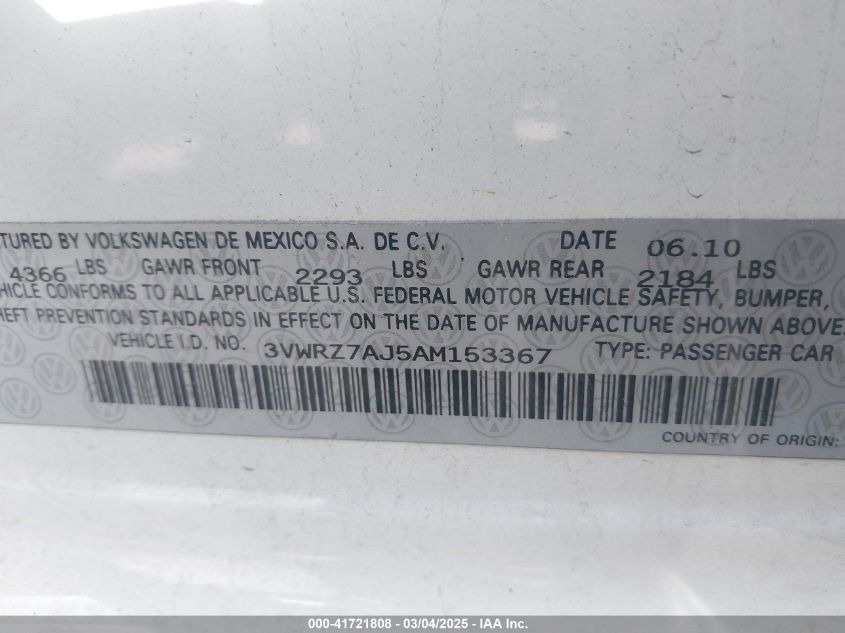 TURED BY VOLKSWAGEN DE MEXICO S.A. DE C.V. DATE 06.10
4366 LBS GAWR FRONT 2293 LBS GAWR REAR 2184 LBS
HICLE CONFORMS TO ALL APPLICABLE U.S. FEDERAL MOTOR VEHICLE SAFETY, BUMPER,
HEFT PREVENTION STANDARDS IN EFFECT ON THE DATE OF MANUFACTURE SHOWN ABOVE.
VEHICLE I.D. NO. 3VWRZ7AJ5AM153367 TYPE: PASSENGER CAR
COUNTRY OF ORIGIN:
000-41721808 - 03/04/2025 - IAA Inc.